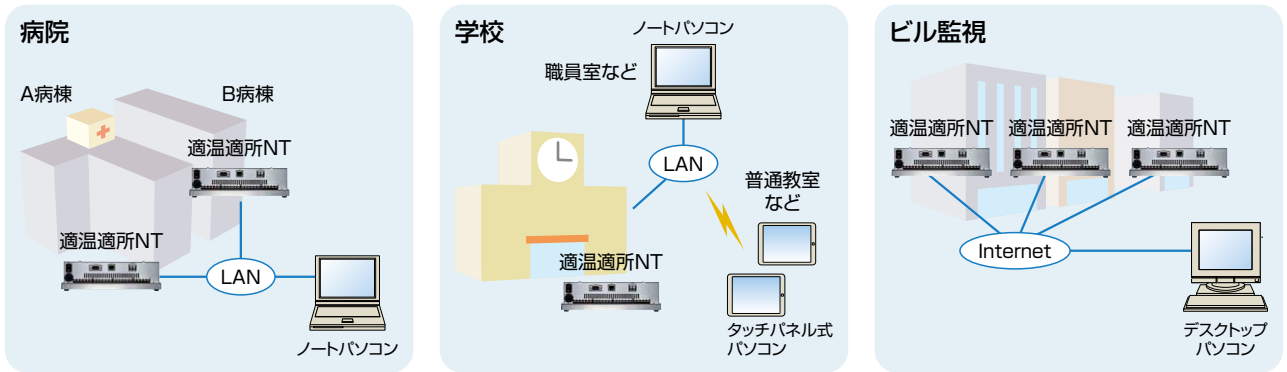 病院
A病棟
B病棟
適温適所NT
適温適所NT
LAN
ノートパソコン
学校
ノートパソコン
職員室など
LAN
普通教室
など
適温適所NT
タッチパネル式
パソコン
ビル監視
適温適所NT
適温適所NT
適温適所NT
Internet
デスクトップ
パソコン